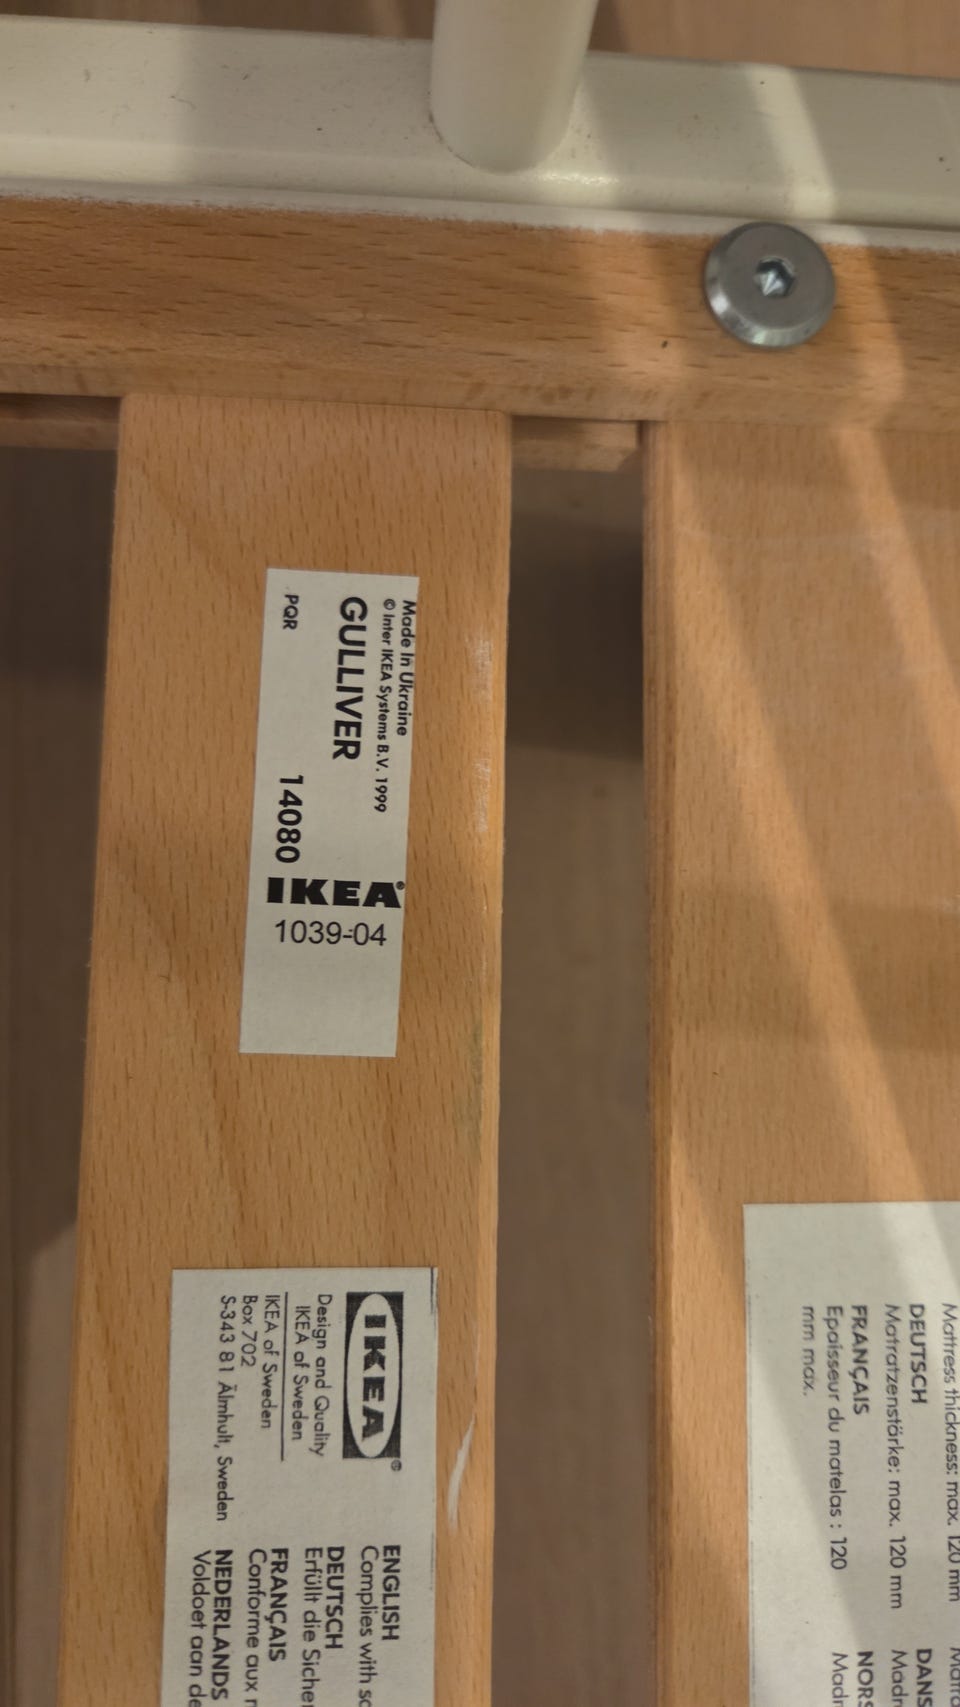 Made In Ukraine
© Inter IKEA Systems B.V. 1999
GULLIVER
PQR
14080
IKEA®
1039-04
IKEA®
Design and Quality
IKEA of Sweden
IKEA of Sweden
Box 702
S-343 81 Älmhult, Sweden
ENGLISH
Complies with
DEUTSCH
Erfüllt die
FRANÇAIS
Conforme aux
NEDERLANDS
Voldoet aan
Mattress thickness: max. 120 mm
DEUTSCH
Matratzenstärke: max. 120 mm
FRANÇAIS
Epaisseur du matelas : 120
mm max.